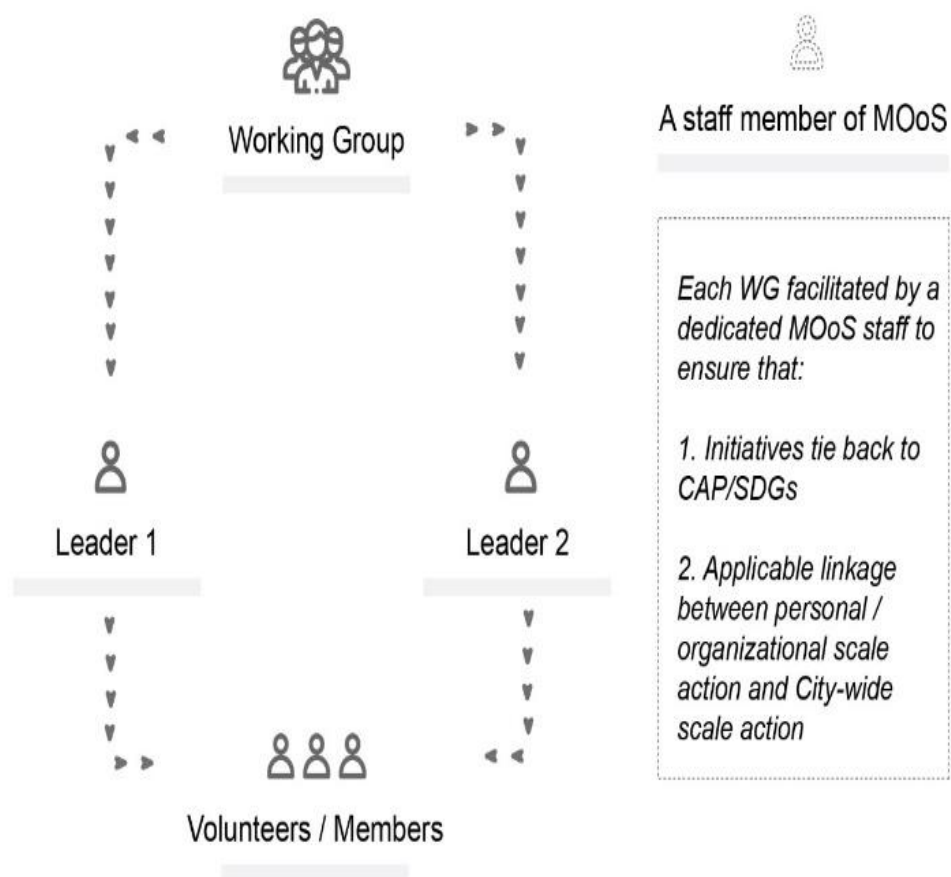 Working Group
A staff member of MOoS
Each WG facilitated by a
dedicated MOoS staff to
ensure that:
1. Initiatives tie back to
CAP/SDGs
2. Applicable linkage
between personal /
organizational scale
action and City-wide
scale action
Leader 1
Leader 2
Volunteers / Members